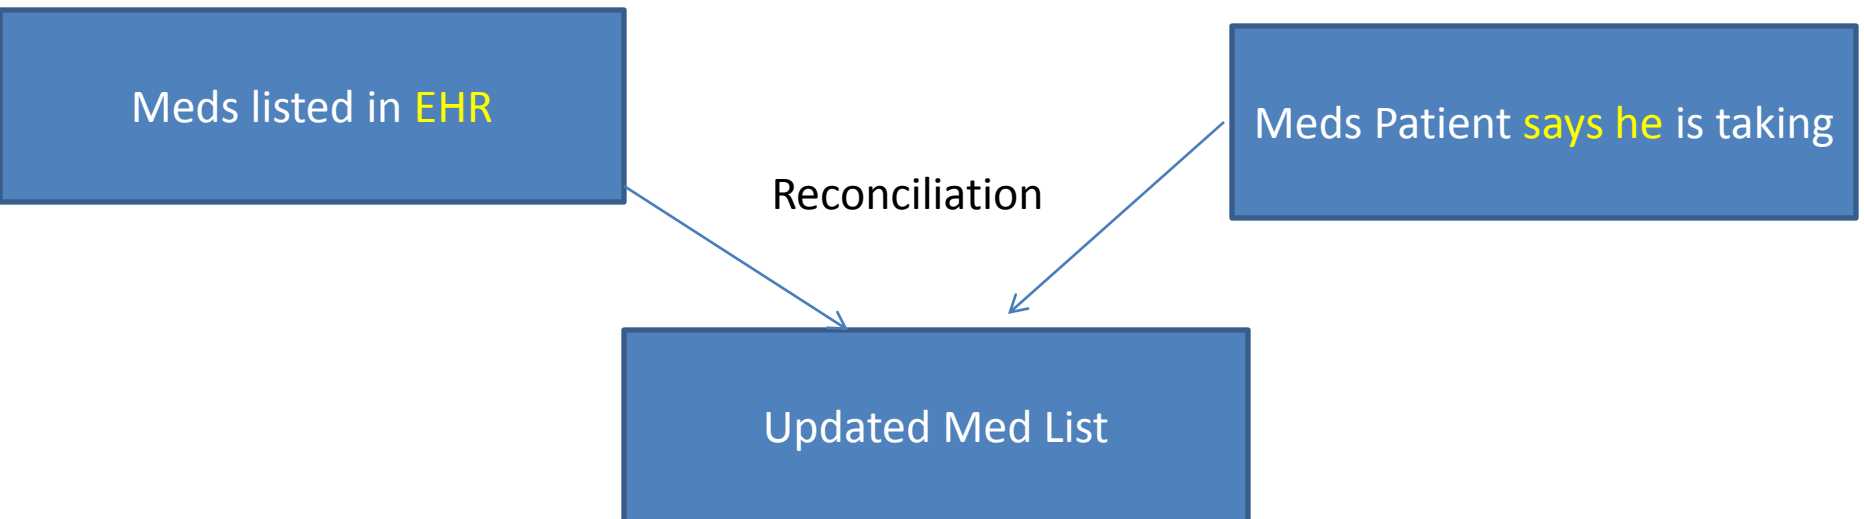 Meds listed in EHR
Meds Patient says he is taking
Reconciliation
Updated Med List